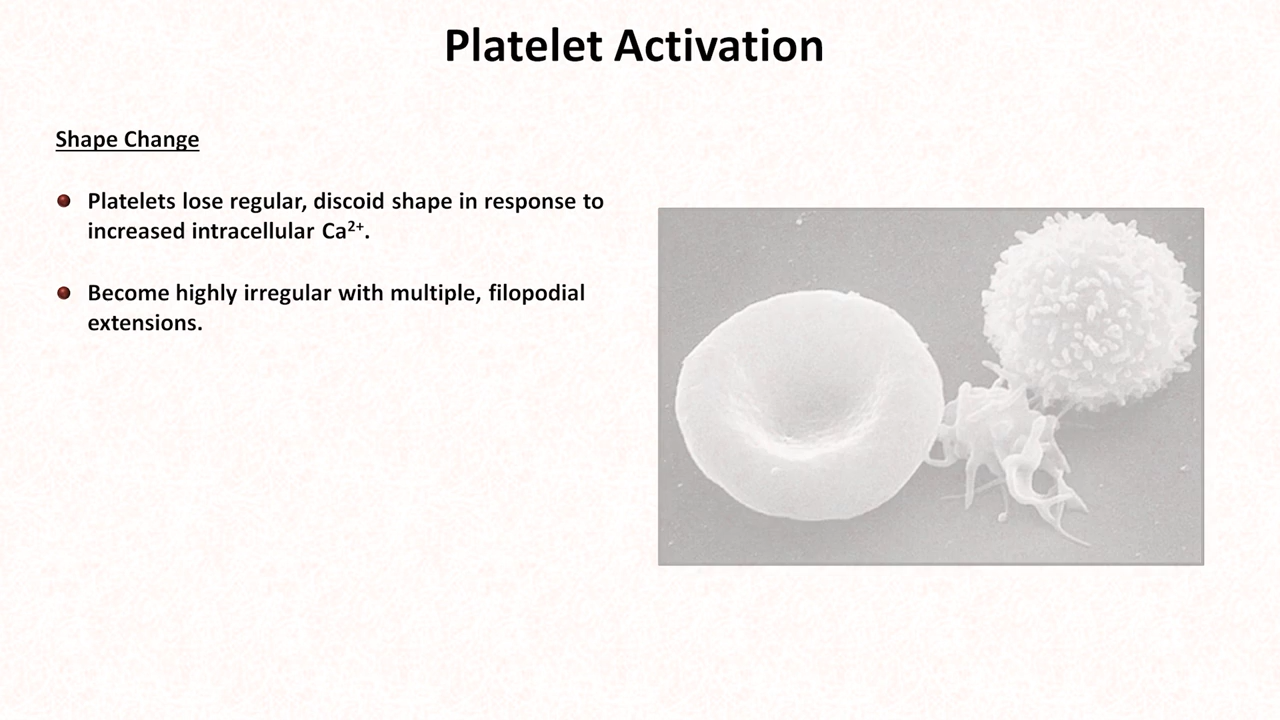 Platelet Activation
Shape Change
Platelets lose regular, discoid shape in response to
increased intracellular Ca²⁺.
Become highly irregular with multiple, filopodial
extensions.